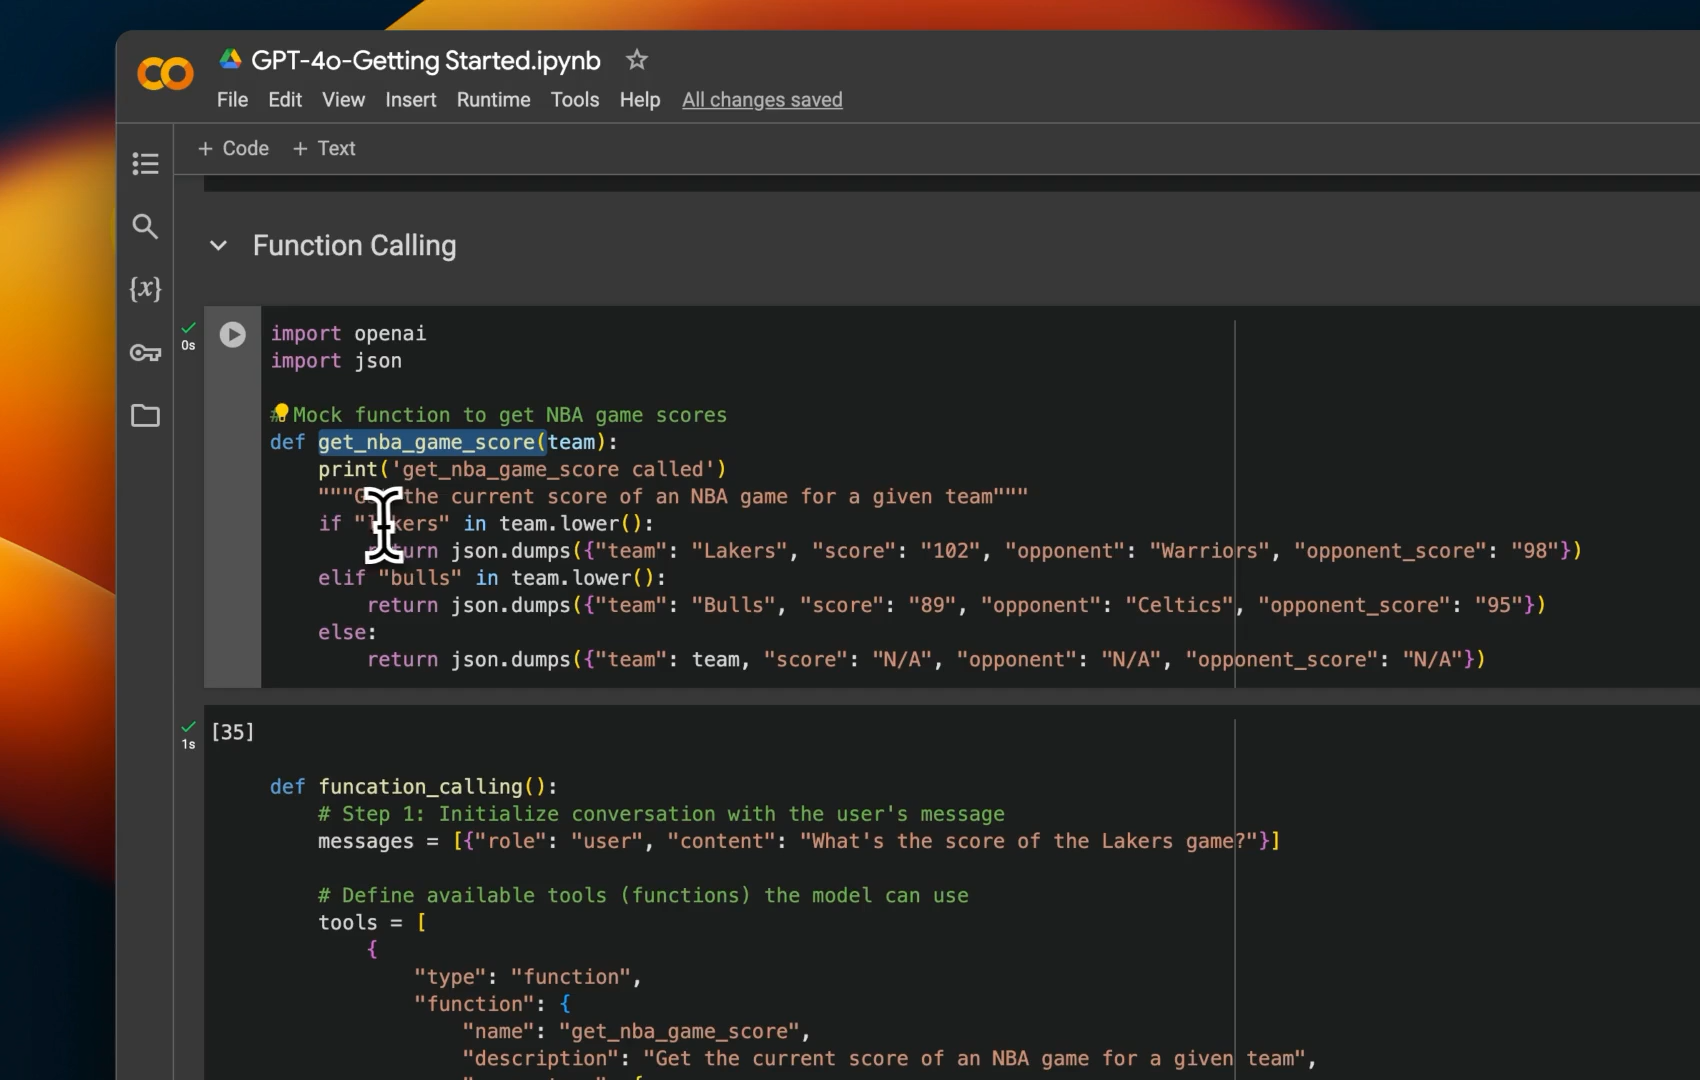 GPT-4o-Getting Started.ipynb
File Edit View Insert Runtime Tools Help All changes saved
+ Code + Text
Function Calling
0s
import openai
import json
# Mock function to get NBA game scores
def get_nba_game_score(team):
print('get_nba_game_score called')
"""G the current score of an NBA game for a given team"""
if "lakers" in team.lower():
return json.dumps({"team": "Lakers", "score": "102", "opponent": "Warriors", "opponent_score": "98"})
elif "bulls" in team.lower():
return json.dumps({"team": "Bulls", "score": "89", "opponent": "Celtics", "opponent_score": "95"})
else:
return json.dumps({"team": team, "score": "N/A", "opponent": "N/A", "opponent_score": "N/A"})
1s
[35]
def funcation_calling():
# Step 1: Initialize conversation with the user's message
messages = [{"role": "user", "content": "What's the score of the Lakers game?"}]
# Define available tools (functions) the model can use
tools = [
{
"type": "function",
"function": {
"name": "get_nba_game_score",
"description": "Get the current score of an NBA game for a given team",